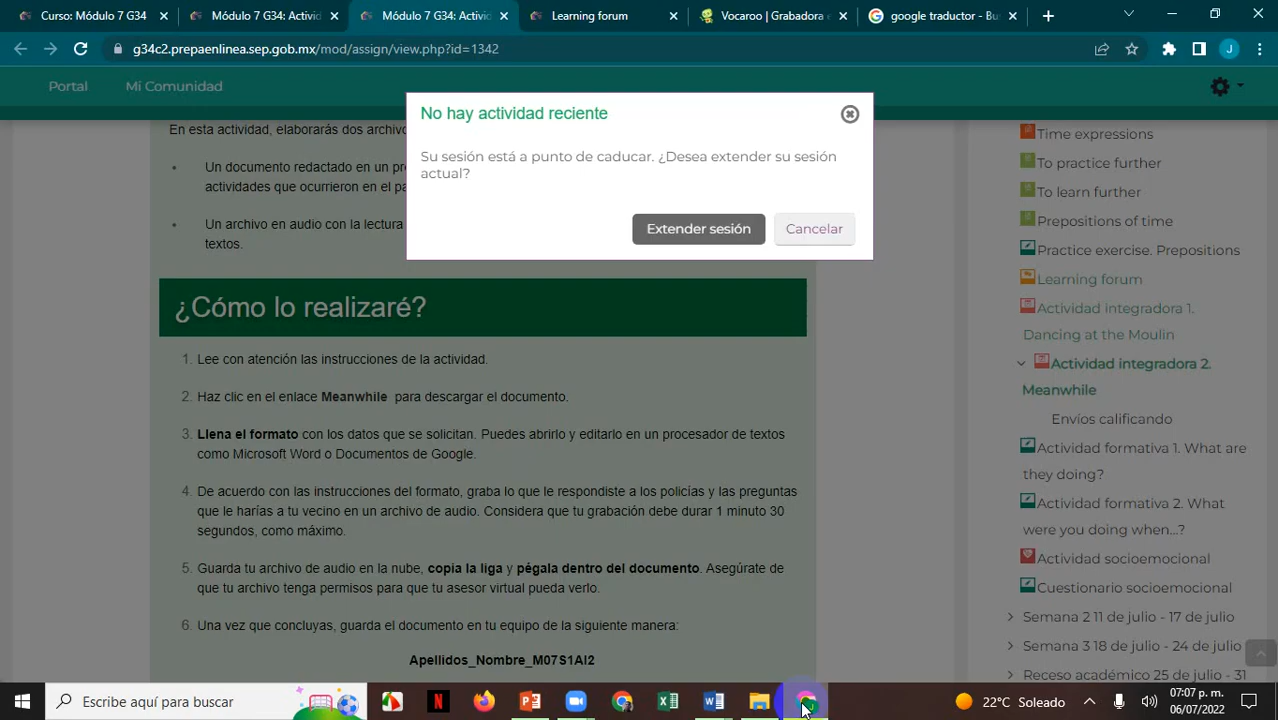 Módulo 7 G34: Activid
Módulo 7 G34: Activid
Curso: Módulo 7 G34
Learning forum
Vocaroo | Grabadora
google traductor - Bu
g34c2.prepaenlinea.sep.gob.mx/mod/assign/view.php?id=1342
J
Portal
Mi Comunidad
No hay actividad reciente
Su sesión está a punto de caducar. ¿Desea extender su sesión
actual?
Extender sesión
Cancelar
En esta actividad, elaborarás dos archivo
Un documento redactado en un pre
actividades que ocurrieron en el pa
Un archivo en audio con la lectura
textos.
¿Cómo lo realizaré?
1. Lee con atención las instrucciones de la actividad.
2. Haz clic en el enlace Meanwhile para descargar el documento.
3. Llena el formato con los datos que se solicitan. Puedes abrirlo y editarlo en un procesador de textos
como Microsoft Word o Documentos de Google.
4. De acuerdo con las instrucciones del formato, graba lo que le respondiste a los policías y las preguntas
que le harías a tu vecino en un archivo de audio. Considera que tu grabación debe durar 1 minuto 30
segundos, como máximo.
5. Guarda tu archivo de audio en la nube, copia la liga y pégala dentro del documento. Asegúrate de
que tu archivo tenga permisos para que tu asesor virtual pueda verlo.
6. Una vez que concluyas, guarda el documento en tu equipo de la siguiente manera:
Apellidos_Nombre_M07S1AI2
Time expressions
To practice further
To learn further
Prepositions of time
Practice exercise. Prepositions
Learning forum
Actividad integradora 1.
Dancing at the Moulin
Actividad integradora 2.
Meanwhile
Envíos calificando
Actividad formativa 1. What are
they doing?
Actividad formativa 2. What
were you doing when...?
Actividad socioemocional
Cuestionario socioemocional
Semana 2 11 de julio - 17 de julio
Semana 3 18 de julio - 24 de julio
Receso académico 25 de julio - 31
Escribe aquí para buscar
22°C Soleado
07:07 p. m.
06/07/2022